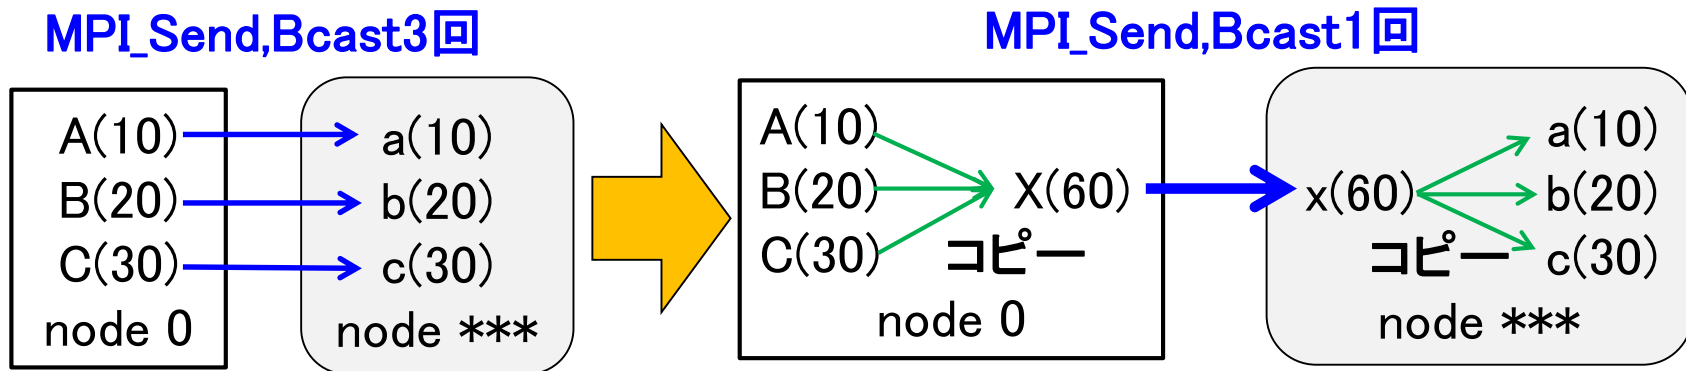 MPI_Send,Bcast3回
A(10)
B(20)
C(30)
node 0
a(10)
b(20)
c(30)
node ***
MPI_Send,Bcast1回
A(10)
B(20)
C(30)
X(60)
コピー
node 0
x(60)
コピー
a(10)
b(20)
c(30)
node ***